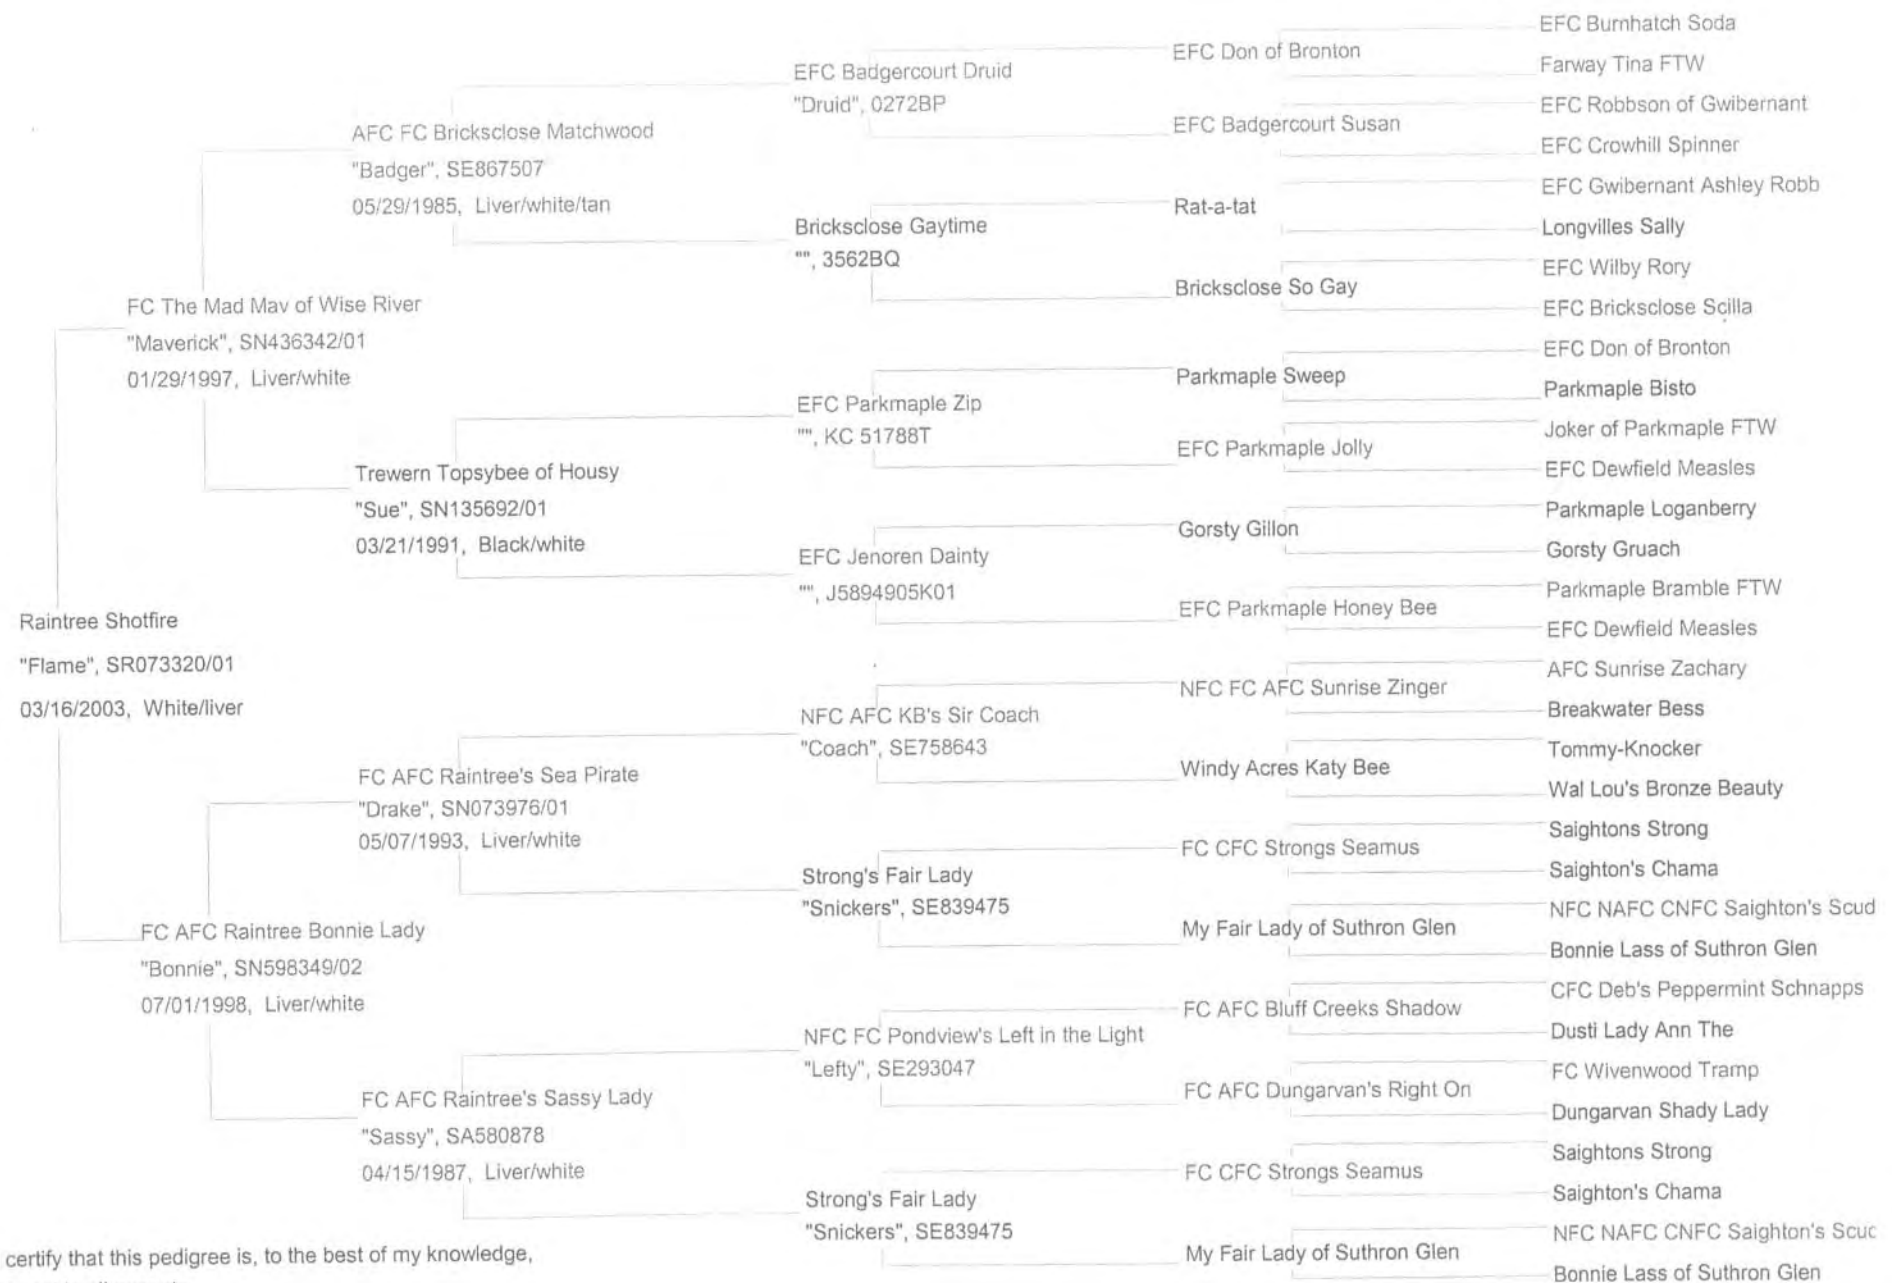 Raintree Shotfire
"Flame", SR073320/01
03/16/2003, White/liver
FC The Mad Mav of Wise River
"Maverick", SN436342/01
01/29/1997, Liver/white
FC AFC Raintree Bonnie Lady
"Bonnie", SN598349/02
07/01/1998, Liver/white
AFC FC Bricksclose Matchwood
"Badger", SE867507
05/29/1985, Liver/white/tan
Trewern Topsybee of Housy
"Sue", SN135692/01
03/21/1991, Black/white
FC AFC Raintree's Sea Pirate
"Drake", SN073976/01
05/07/1993, Liver/white
FC AFC Raintree's Sassy Lady
"Sassy", SA580878
04/15/1987, Liver/white
EFC Badgercourt Druid
"Druid", 0272BP
Bricksclose Gaytime
"", 3562BQ
EFC Parkmaple Zip
"", KC 51788T
EFC Jenoren Dainty
"", J5894905K01
NFC AFC KB's Sir Coach
"Coach", SE758643
Strong's Fair Lady
"Snickers", SE839475
NFC FC Pondview's Left in the Light
"Lefty", SE293047
Strong's Fair Lady
"Snickers", SE839475
EFC Don of Bronton
EFC Badgercourt Susan
Rat-a-tat
Bricksclose So Gay
Parkmaple Sweep
EFC Parkmaple Jolly
Gorsty Gillon
EFC Parkmaple Honey Bee
NFC FC AFC Sunrise Zinger
Windy Acres Katy Bee
FC CFC Strongs Seamus
My Fair Lady of Suthron Glen
FC AFC Bluff Creeks Shadow
FC AFC Dungarvan's Right On
FC CFC Strongs Seamus
My Fair Lady of Suthron Glen
EFC Burnhatch Soda
Farway Tina FTW
EFC Robbson of Gwibernant
EFC Crowhill Spinner
EFC Gwibernant Ashley Robb
Longvilles Sally
EFC Wilby Rory
EFC Bricksclose Scilla
EFC Don of Bronton
Parkmaple Bisto
Joker of Parkmaple FTW
EFC Dewfield Measles
Parkmaple Loganberry
Gorsty Gruach
Parkmaple Bramble FTW
EFC Dewfield Measles
AFC Sunrise Zachary
Breakwater Bess
Tommy-Knocker
Wal Lou's Bronze Beauty
Saightons Strong
Saighton's Chama
NFC NAFC CNFC Saighton's Scud
Bonnie Lass of Suthron Glen
CFC Deb's Peppermint Schnapps
Dusti Lady Ann The
FC Wivenwood Tramp
Dungarvan Shady Lady
Saightons Strong
Saighton's Chama
NFC NAFC CNFC Saighton's Scud
Bonnie Lass of Suthron Glen
certify that this pedigree is, to the best of my knowledge,